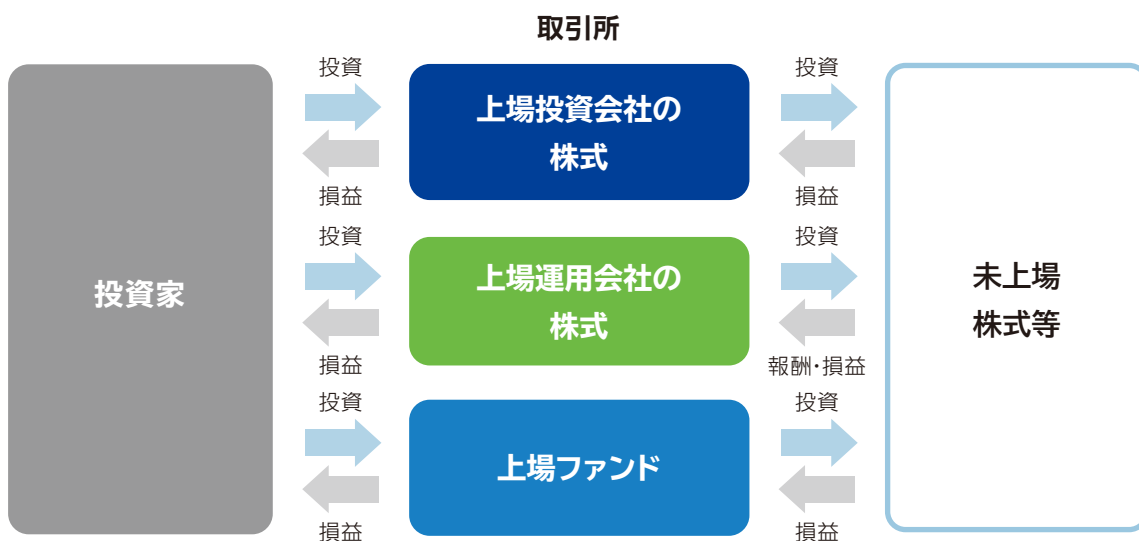 取引所
投資
投資
上場投資会社の
株式
損益
損益
投資
投資
投資家
上場運用会社の
株式
未上場
株式等
損益
報酬・損益
投資
投資
上場ファンド
損益
損益